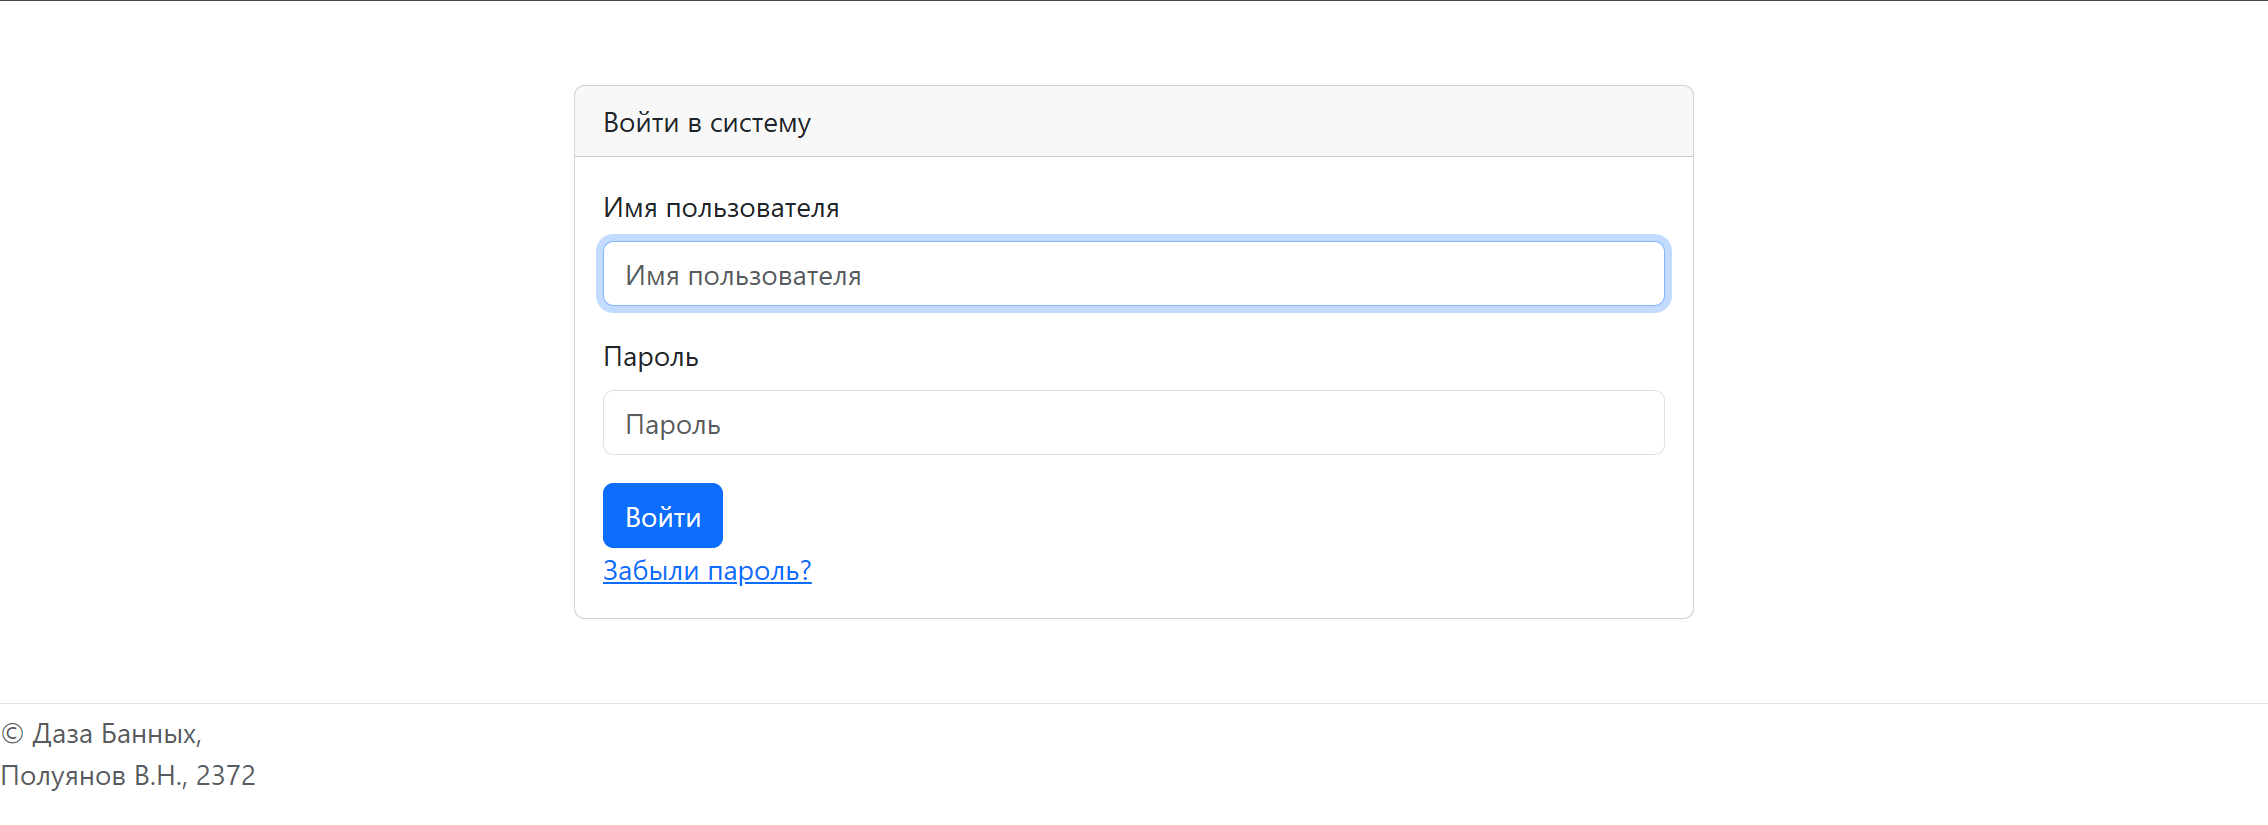 Войти в систему
Имя пользователя
Имя пользователя
Пароль
Пароль
Войти
Забыли пароль?
© Даза Банных,
Полуянов В.Н., 2372